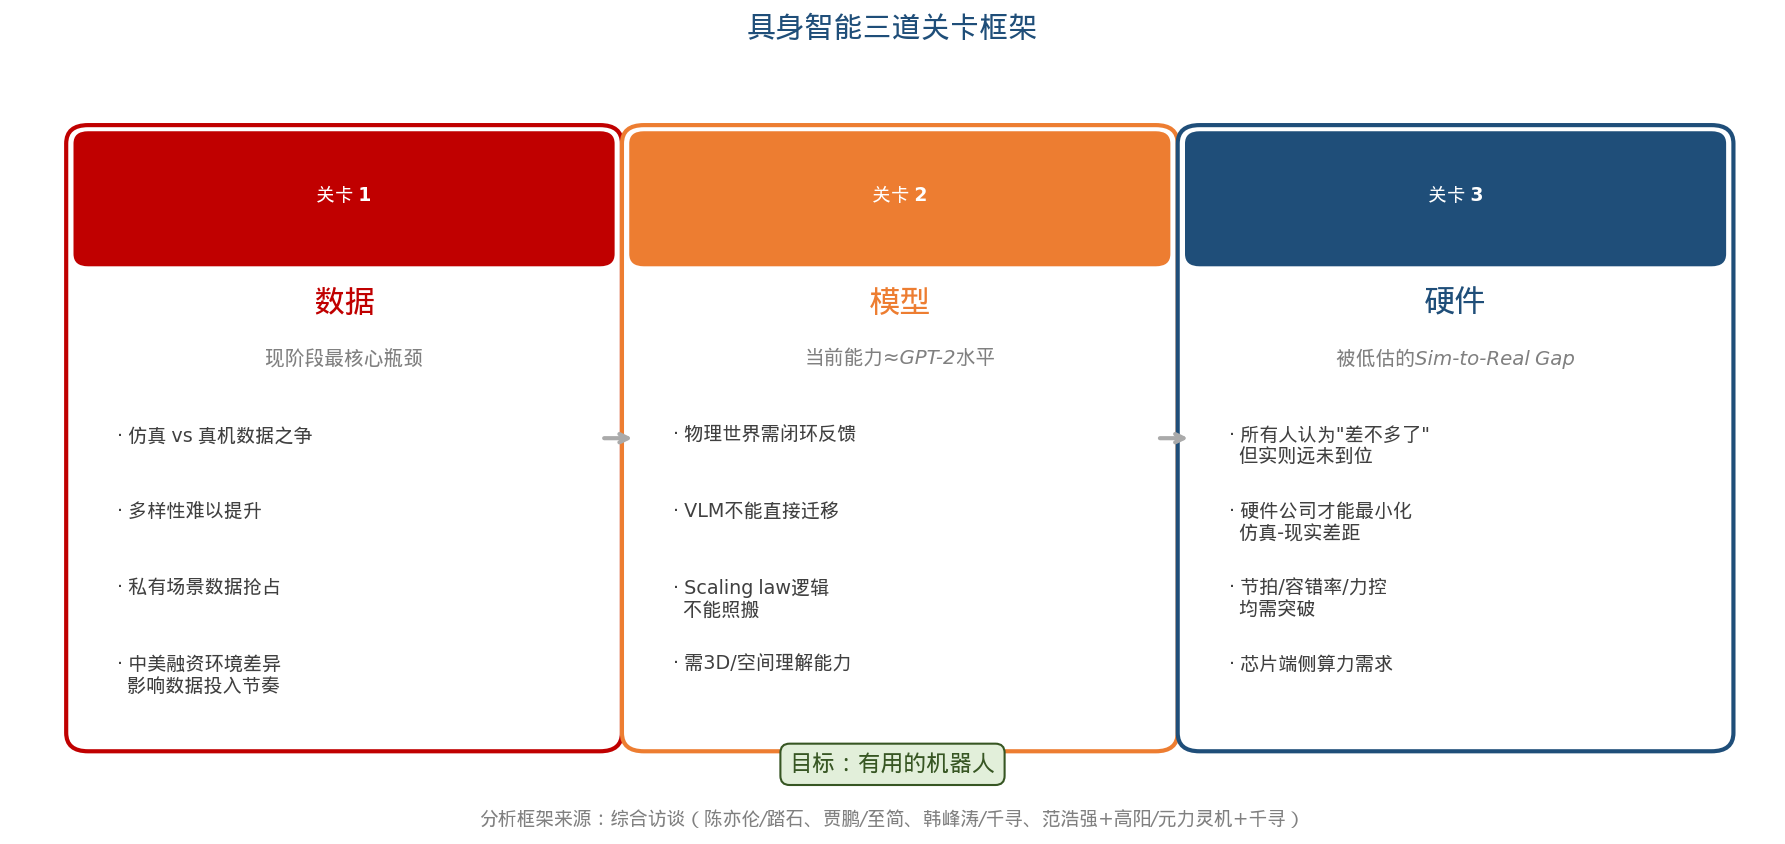 具身智能三道关卡框架
关卡 1
数据
现阶段最核心瓶颈
· 仿真 vs 真机数据之争
· 多样性难以提升
· 私有场景数据抢占
· 中美融资环境差异
影响数据投入节奏
关卡 2
模型
当前能力≈GPT-2水平
· 物理世界需闭环反馈
· VLM不能直接迁移
· Scaling law逻辑
不能照搬
· 需3D/空间理解能力
关卡 3
硬件
被低估的Sim-to-Real Gap
· 所有人认为"差不多了"
但实则远未到位
· 硬件公司才能最小化
仿真-现实差距
· 节拍/容错率/力控
均需突破
· 芯片端侧算力需求
目标：有用的机器人
分析框架来源：综合访谈（陈亦伦/踏石、贾鹏/至简、韩峰涛/千寻、范浩强+高阳/元力灵机+千寻）